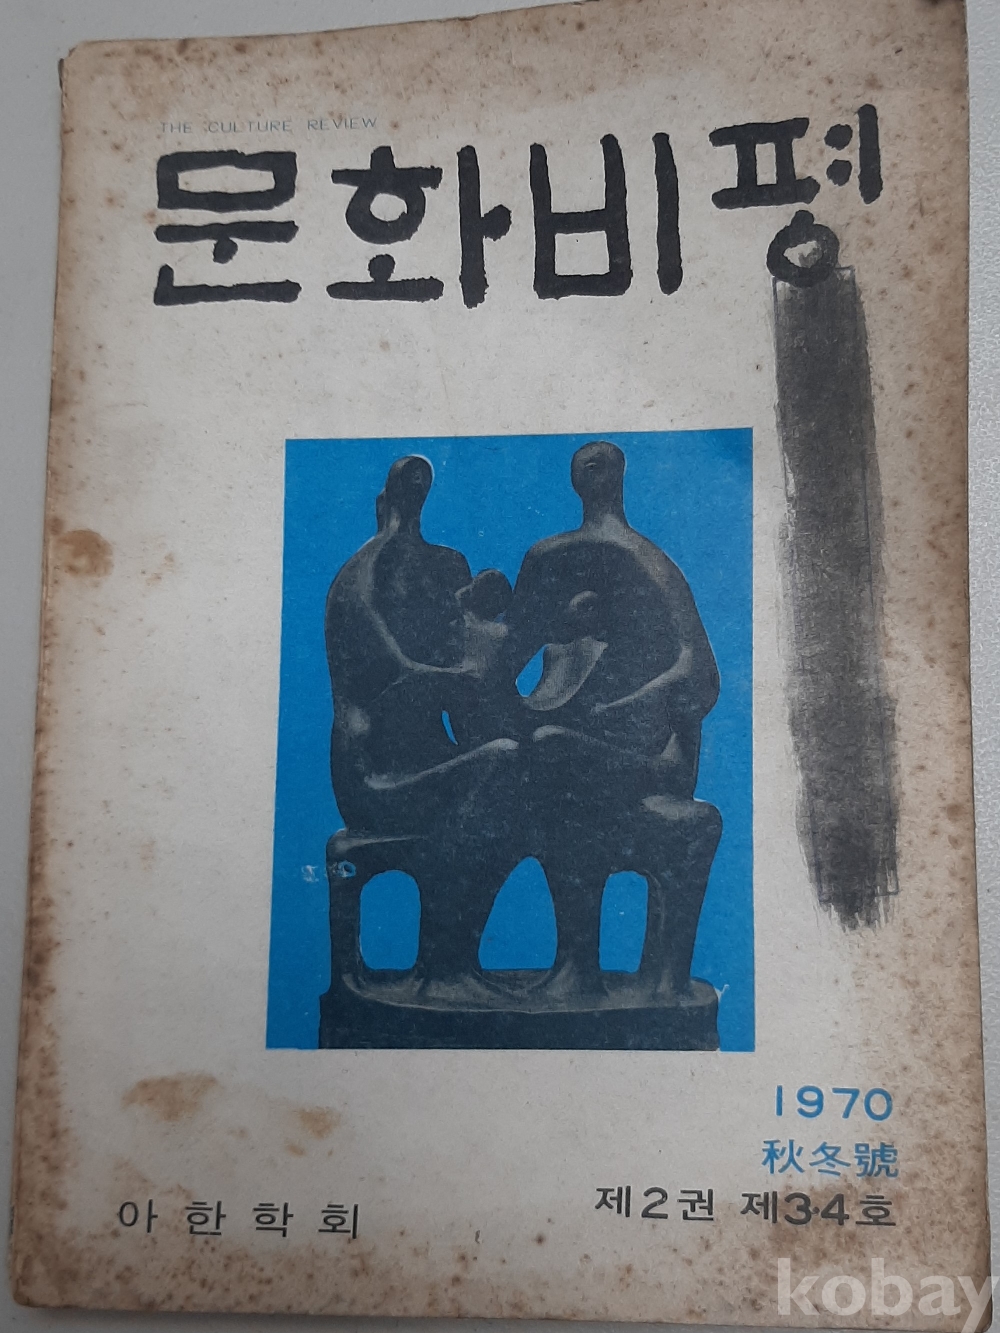 THE CULTURE REVIEW
문화비평
1970
秋冬號
제2권 제3·4호
아한학회
kobay